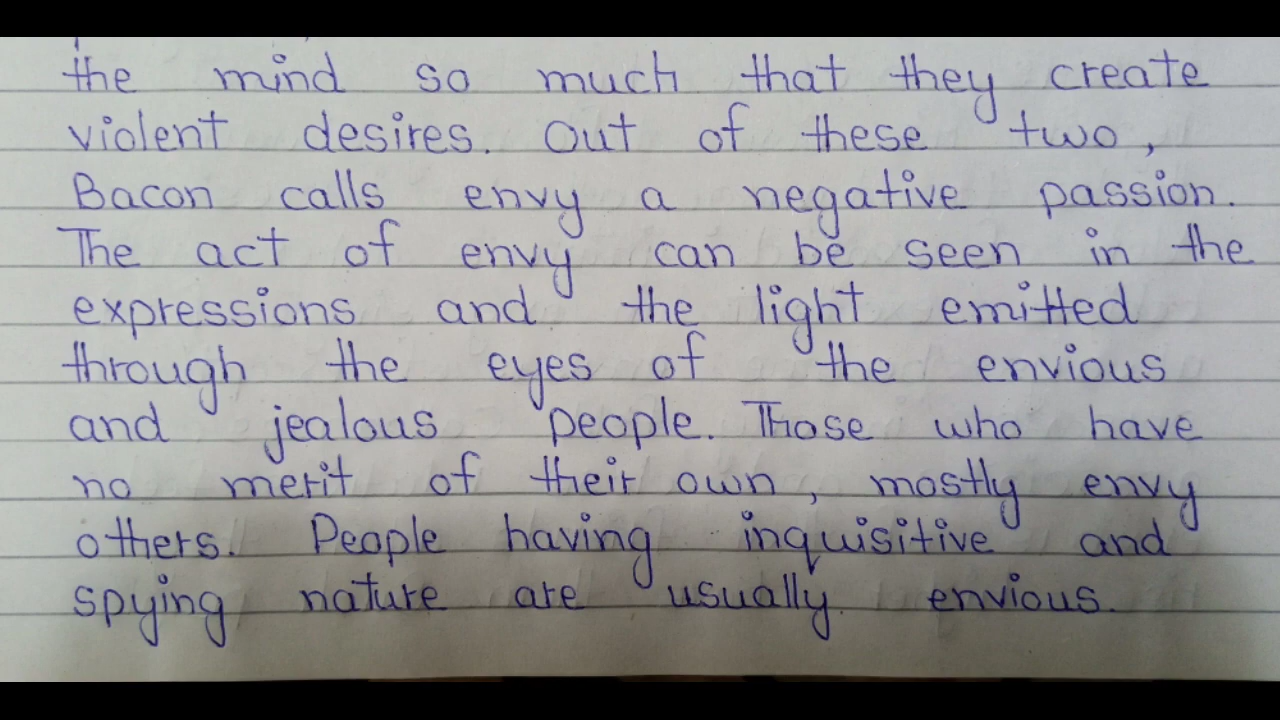 the mind so much that they create
violent desires. Out of these two,
Bacon calls envy a negative passion.
The act of envy can be seen in the
expressions and the light emitted
through the eyes of the envious
and jealous people. Those who have
no merit of their own, mostly envy
others. People having inquisitive and
spying nature are usually envious.